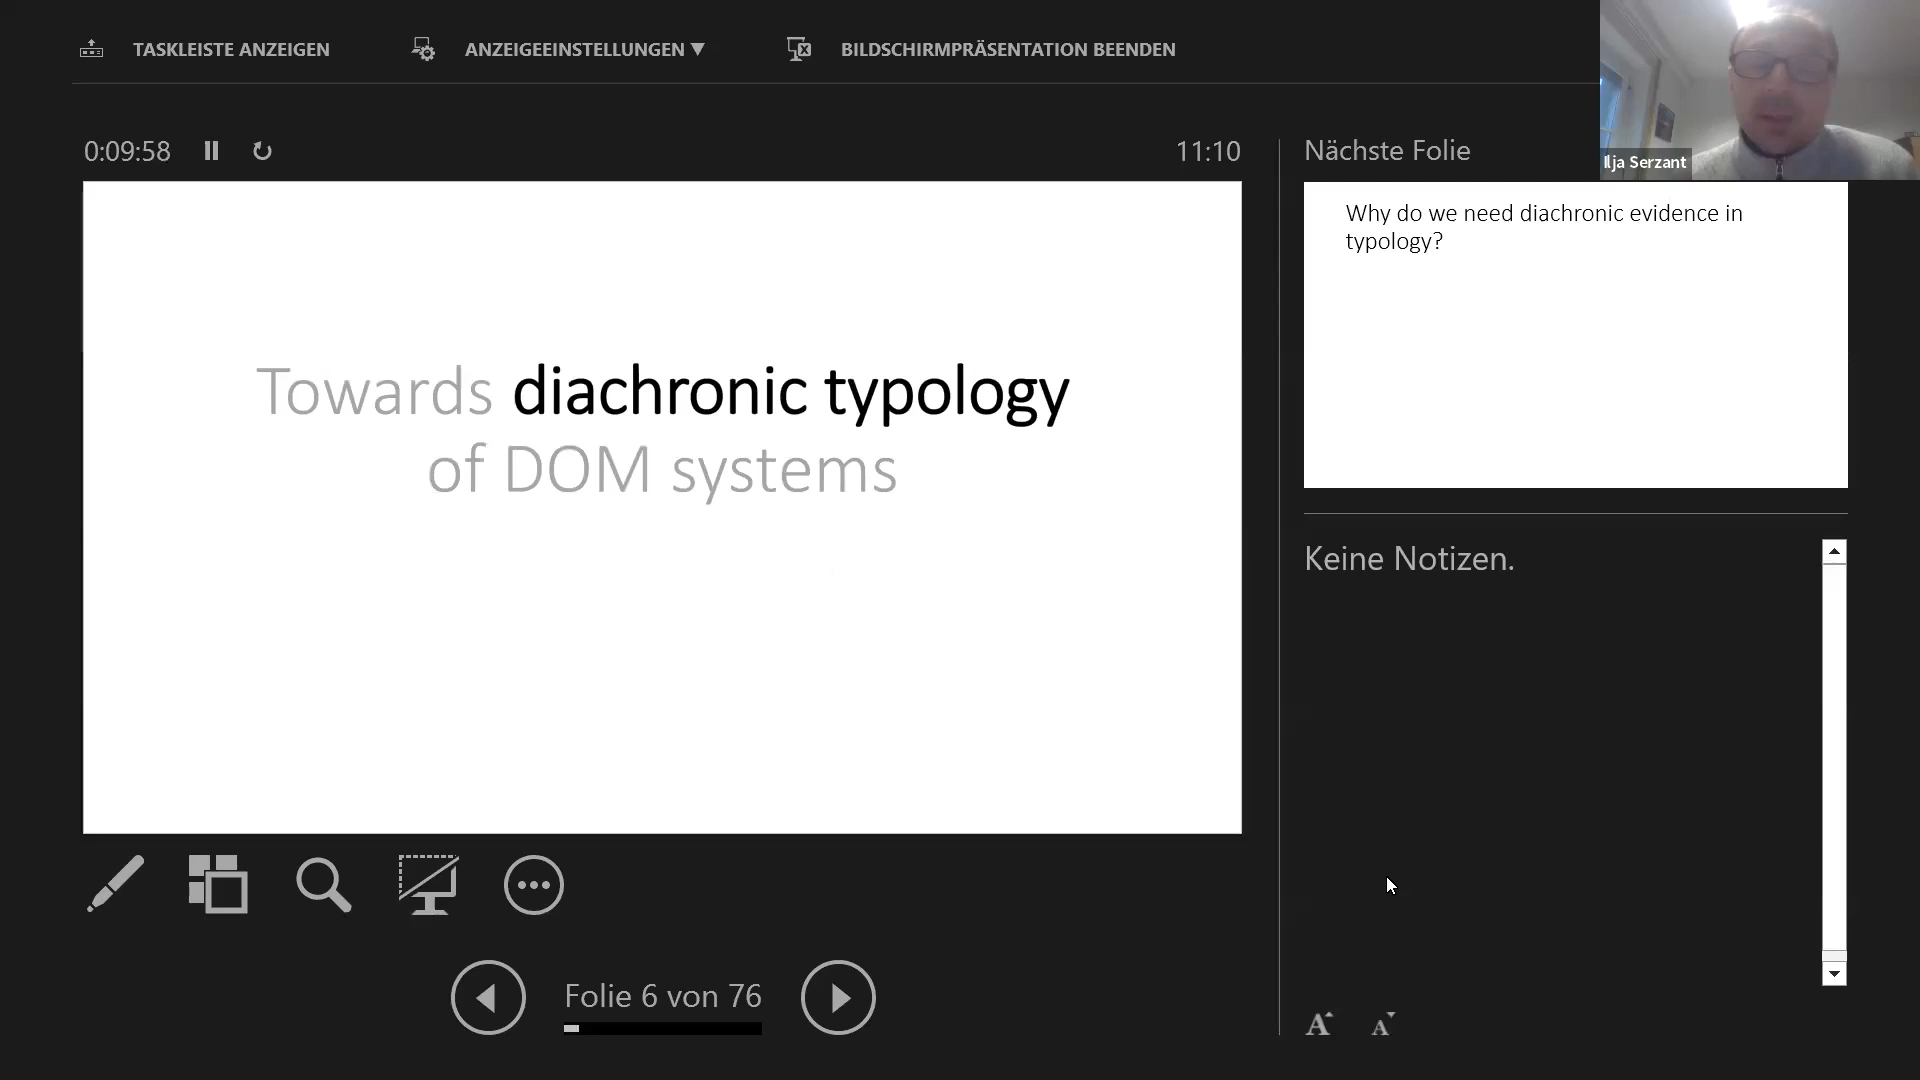 TASKLEISTE ANZEIGEN
ANZEIGEEINSTELLUNGEN ▼
BILDSCHIRMPRÄSENTATION BEENDEN
Ilja Serzant
0:09:58
11:10
Towards diachronic typology
of DOM systems
Folie 6 von 76
Nächste Folie
Why do we need diachronic evidence in
typology?
Keine Notizen.
A A